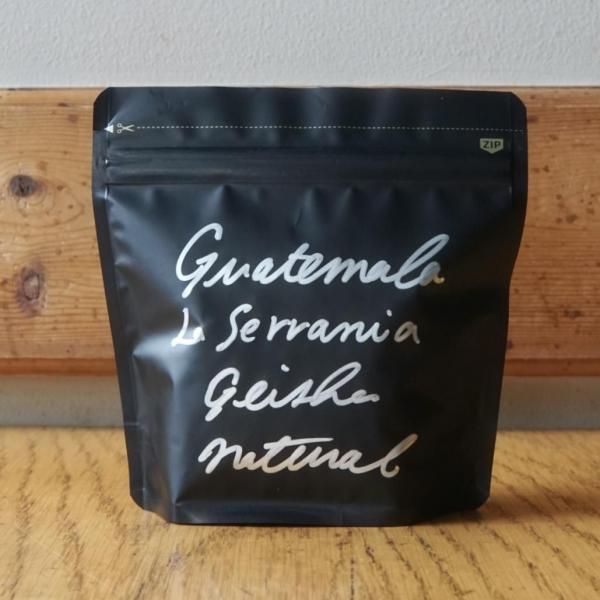 ZIP
Guatemala
La Serrania
Geisha
natural